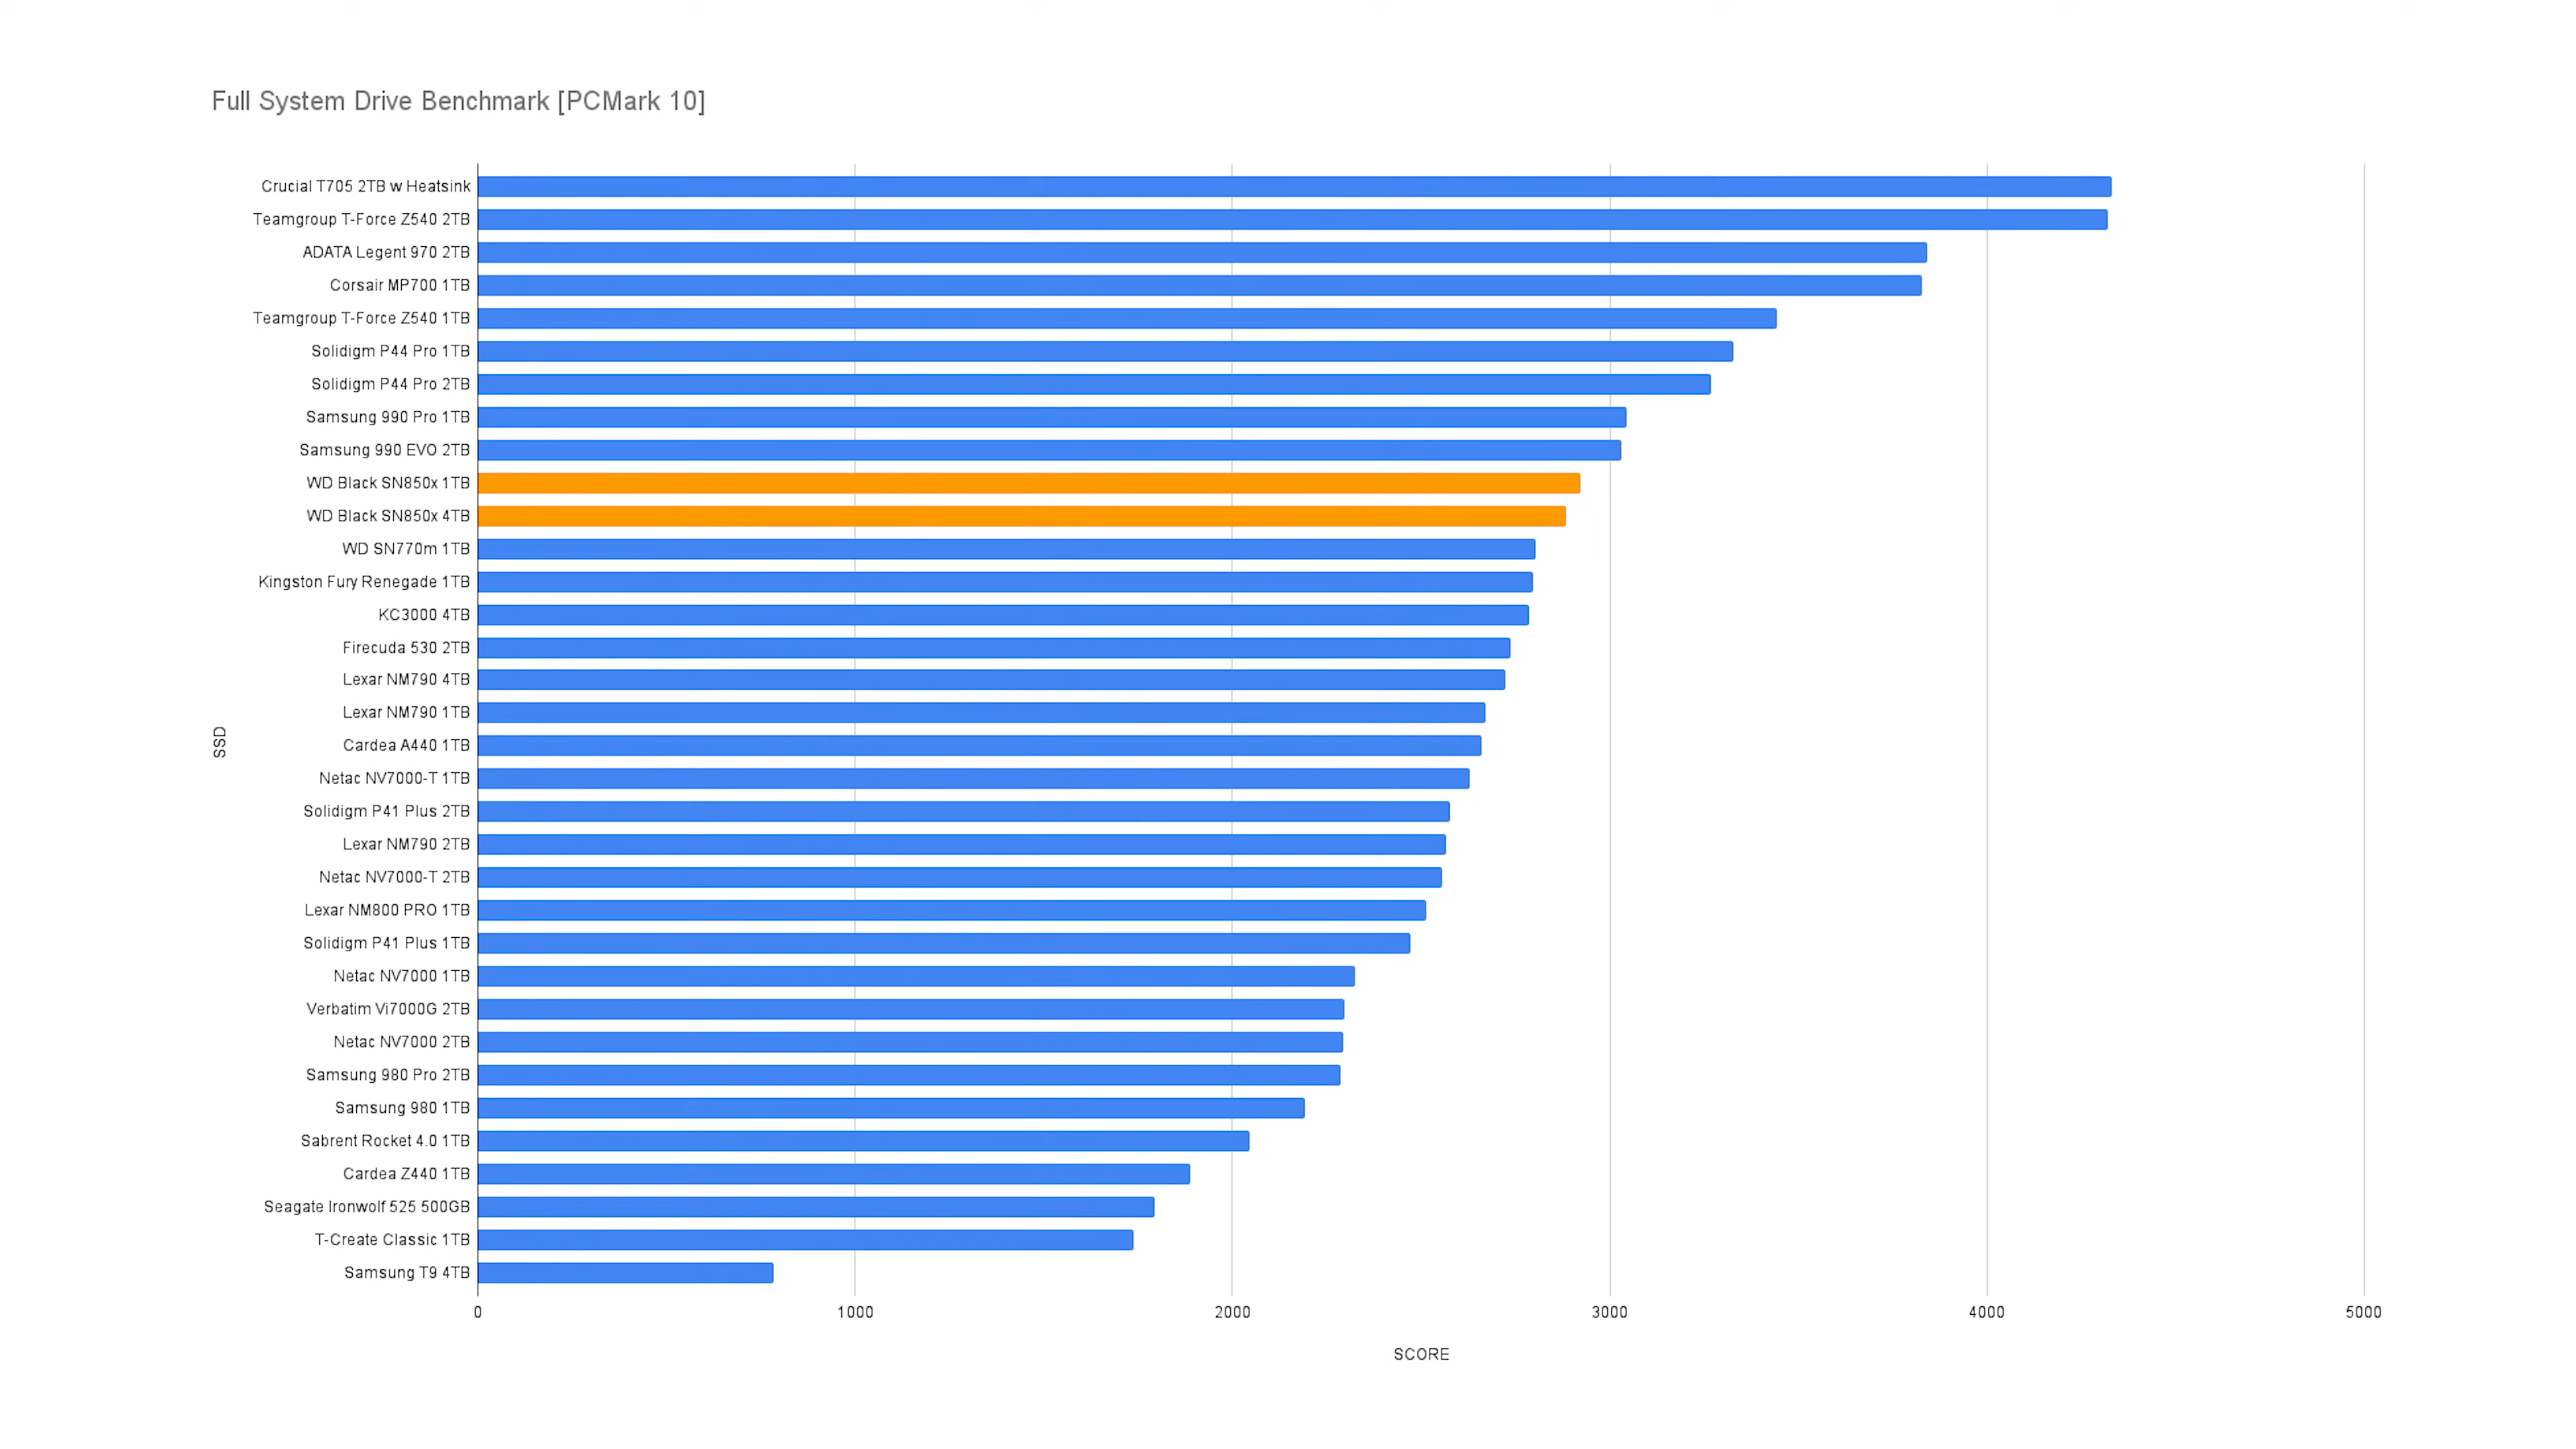 Full System Drive Benchmark [PCMark 10]
Crucial T705 2TB w Heatsink
Teamgroup T-Force Z540 2TB
ADATA Legent 970 2TB
Corsair MP700 1TB
Teamgroup T-Force Z540 1TB
Solidigm P44 Pro 1TB
Solidigm P44 Pro 2TB
Samsung 990 Pro 1TB
Samsung 990 EVO 2TB
WD Black SN850x 1TB
WD Black SN850x 4TB
WD SN770m 1TB
Kingston Fury Renegade 1TB
KC3000 4TB
Firecuda 530 2TB
Lexar NM790 4TB
Lexar NM790 1TB
Cardea A440 1TB
Netac NV7000-T 1TB
Solidigm P41 Plus 2TB
Lexar NM790 2TB
Netac NV7000-T 2TB
Lexar NM800 PRO 1TB
Solidigm P41 Plus 1TB
Netac NV7000 1TB
Verbatim Vi7000G 2TB
Netac NV7000 2TB
Samsung 980 Pro 2TB
Samsung 980 1TB
Sabrent Rocket 4.0 1TB
Cardea Z440 1TB
Seagate Ironwolf 525 500GB
T-Create Classic 1TB
Samsung T9 4TB
SSD
0 1000 2000 3000 4000 5000
SCORE